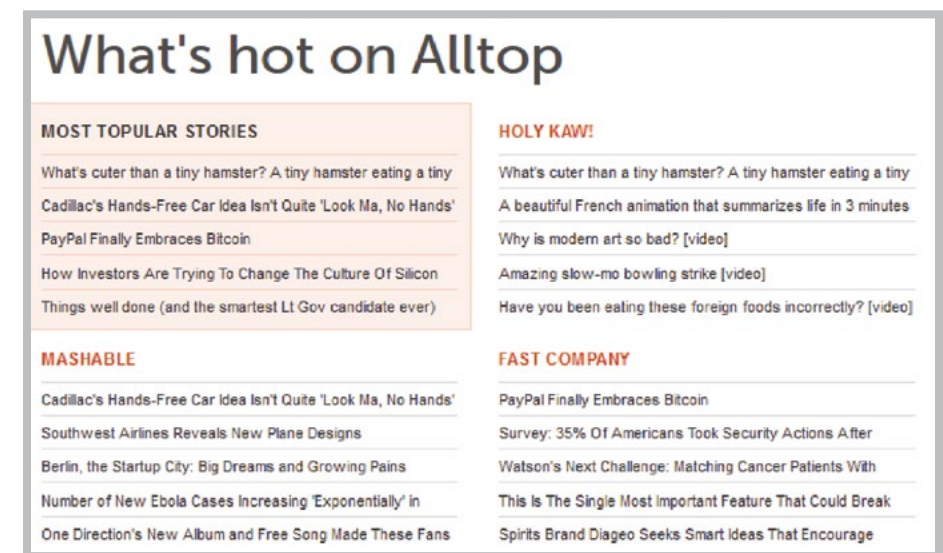 What's hot on Alltop
MOST TOPULAR STORIES
What's cuter than a tiny hamster? A tiny hamster eating a tiny
Cadillac's Hands-Free Car Idea Isn't Quite 'Look Ma, No Hands'
PayPal Finally Embraces Bitcoin
How Investors Are Trying To Change The Culture Of Silicon
Things well done (and the smartest Lt Gov candidate ever)
HOLY KAW!
What's cuter than a tiny hamster? A tiny hamster eating a tiny
A beautiful French animation that summarizes life in 3 minutes
Why is modern art so bad? [video]
Amazing slow-mo bowling strike [video]
Have you been eating these foreign foods incorrectly? [video]
MASHABLE
Cadillac's Hands-Free Car Idea Isn't Quite 'Look Ma, No Hands'
Southwest Airlines Reveals New Plane Designs
Berlin, the Startup City: Big Dreams and Growing Pains
Number of New Ebola Cases Increasing 'Exponentially' in
One Direction's New Album and Free Song Made These Fans
FAST COMPANY
PayPal Finally Embraces Bitcoin
Survey: 35% Of Americans Took Security Actions After
Watson's Next Challenge: Matching Cancer Patients With
This Is The Single Most Important Feature That Could Break
Spirits Brand Diageo Seeks Smart Ideas That Encourage